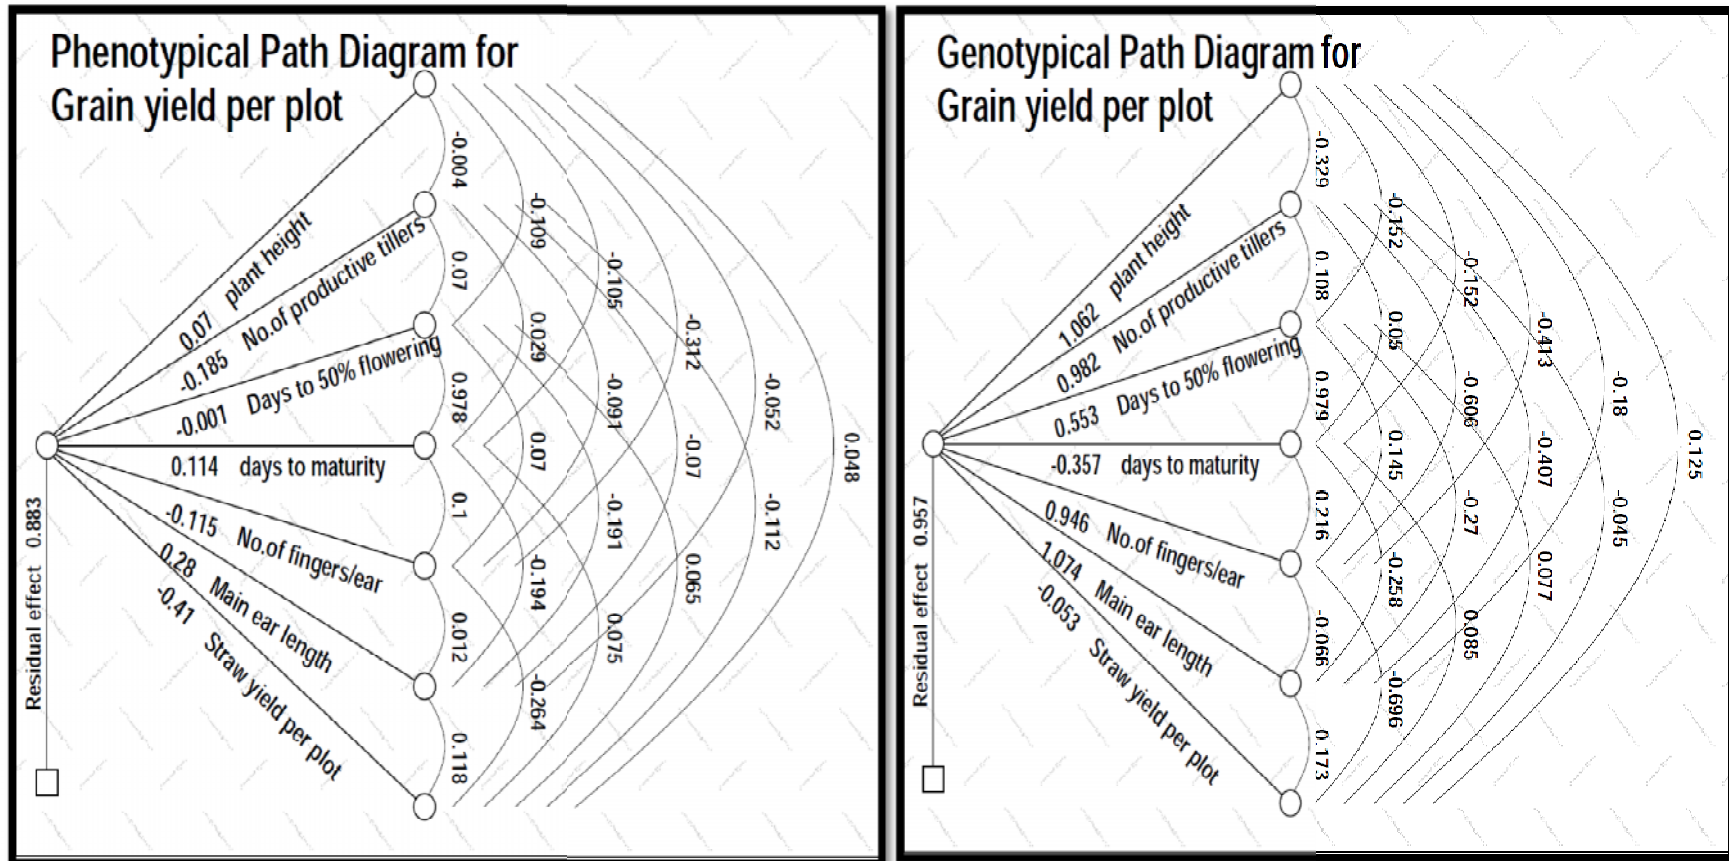 Phenotypical Path Diagram for
Grain yield per plot
0.07 plant height
-0.185 No.of productive tillers
-0.001 Days to 50% flowering
0.114 days to maturity
-0.115 No.of fingers/ear
0.28 Main ear length
-0.41 Straw yield per plot
Residual effect 0.883
-0.004
0.07
0.978
0.1
0.012
0.118
-0.109
0.029
0.07
-0.194
-0.264
-0.105
-0.091
-0.191
0.075
-0.312
-0.07
0.065
-0.052
-0.112
0.048
Genotypical Path Diagram for
Grain yield per plot
1.062 plant height
0.982 No.of productive tillers
0.553 Days to 50% flowering
-0.357 days to maturity
0.946 No.of fingers/ear
1.074 Main ear length
-0.053 Straw yield per plot
Residual effect 0.957
-0.329
0.108
0.979
0.216
-0.066
0.173
-0.152
0.05
0.145
-0.258
-0.696
-0.152
-0.606
-0.27
0.085
-0.413
-0.407
0.077
-0.18
-0.045
0.125